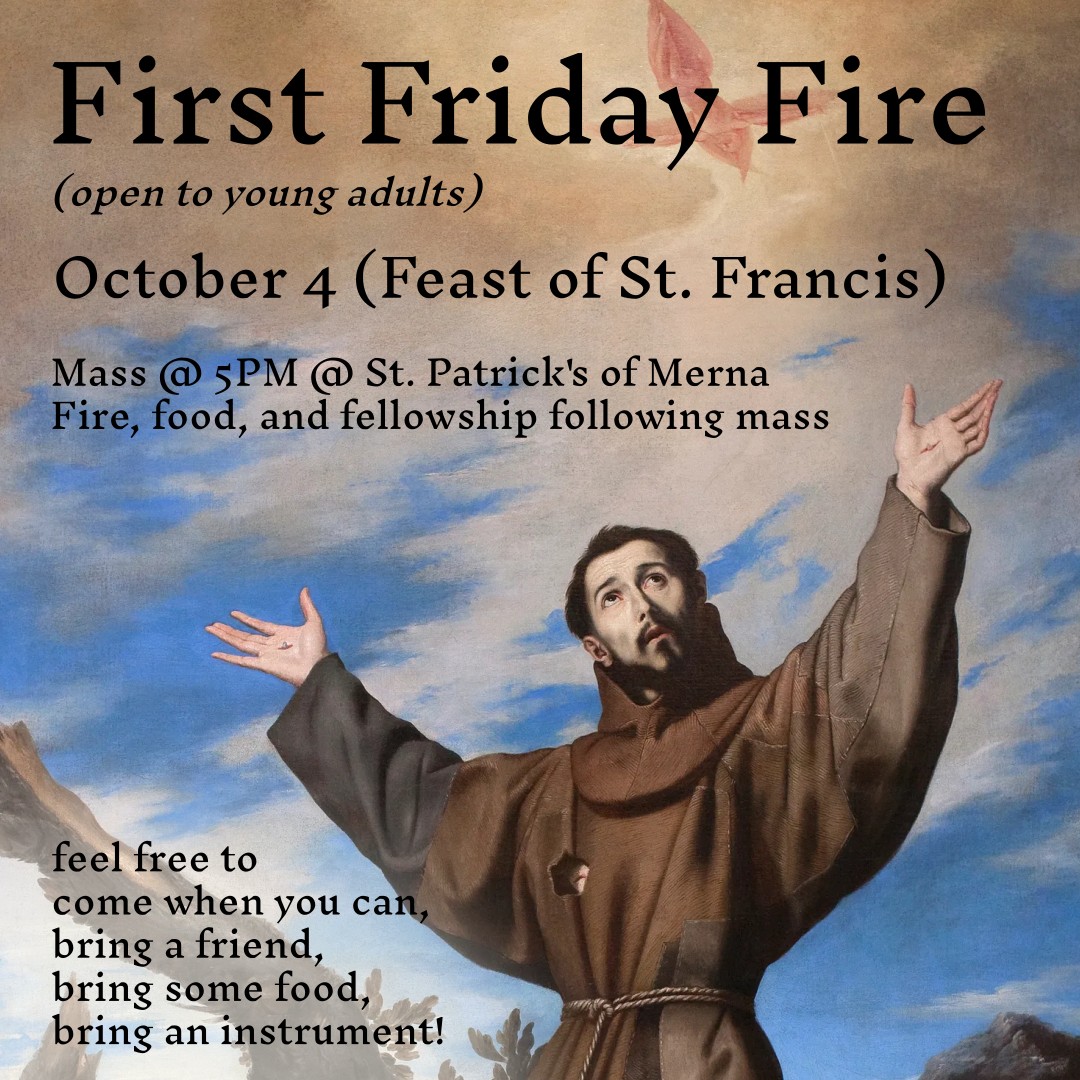 First Friday Fire
(open to young adults)
October 4 (Feast of St. Francis)
Mass @ 5PM @ St. Patrick's of Merna
Fire, food, and fellowship following mass
feel free to
come when you can,
bring a friend,
bring some food,
bring an instrument!